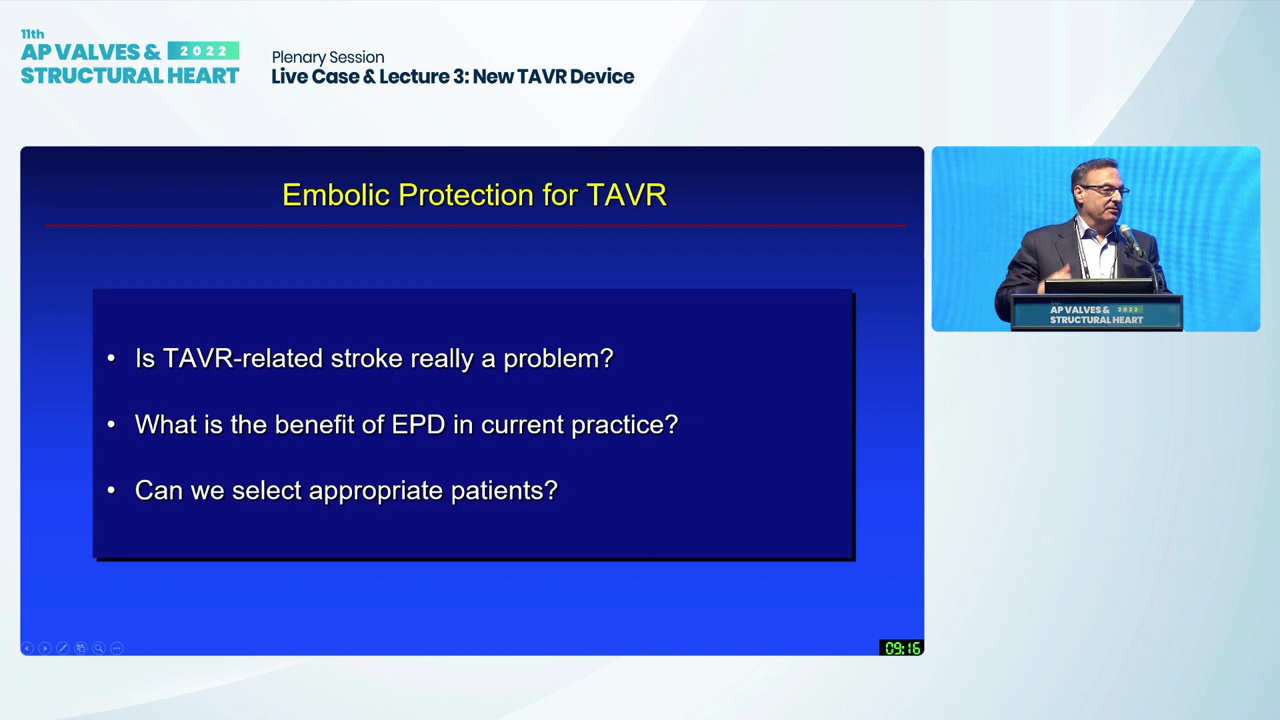 11th
AP VALVES & 2022
STRUCTURAL HEART
Plenary Session
Live Case & Lecture 3: New TAVR Device
Embolic Protection for TAVR
• Is TAVR-related stroke really a problem?
• What is the benefit of EPD in current practice?
• Can we select appropriate patients?
09:16
AP VALVES & 2022
STRUCTURAL HEART